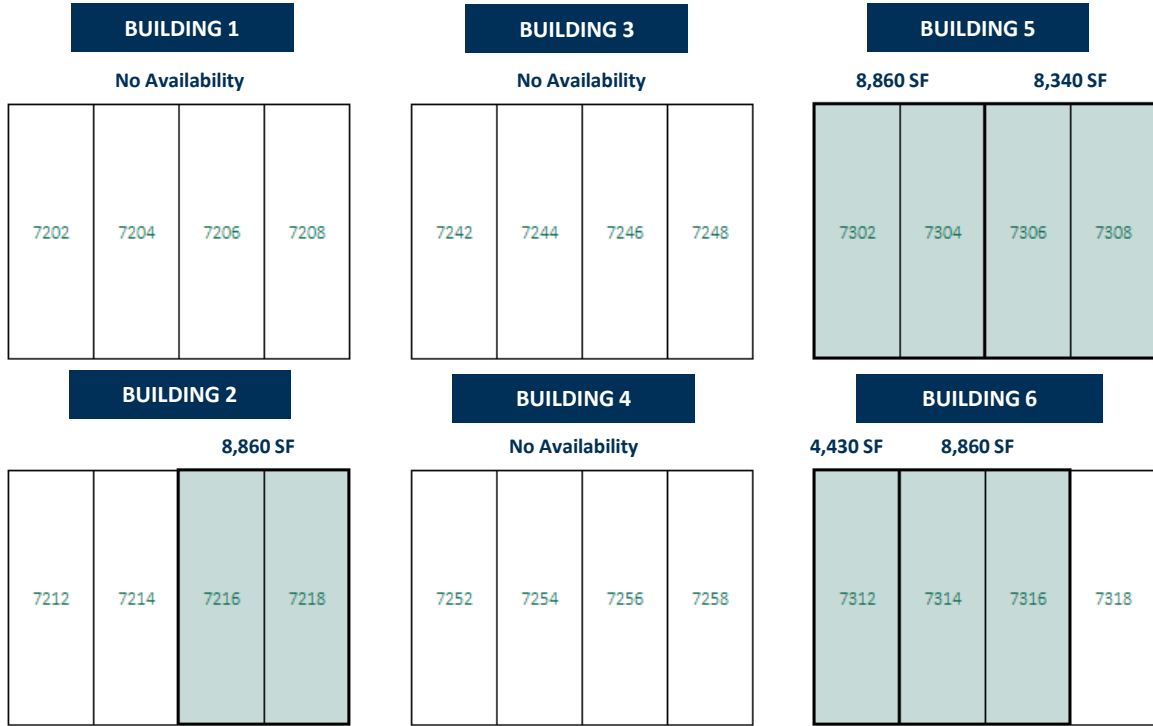 BUILDING 1
No Availability
7202 7204 7206 7208
BUILDING 3
No Availability
7242 7244 7246 7248
BUILDING 5
8,860 SF 8,340 SF
7302 7304 7306 7308
BUILDING 2
8,860 SF
7212 7214 7216 7218
BUILDING 4
No Availability
7252 7254 7256 7258
BUILDING 6
4,430 SF 8,860 SF
7312 7314 7316 7318